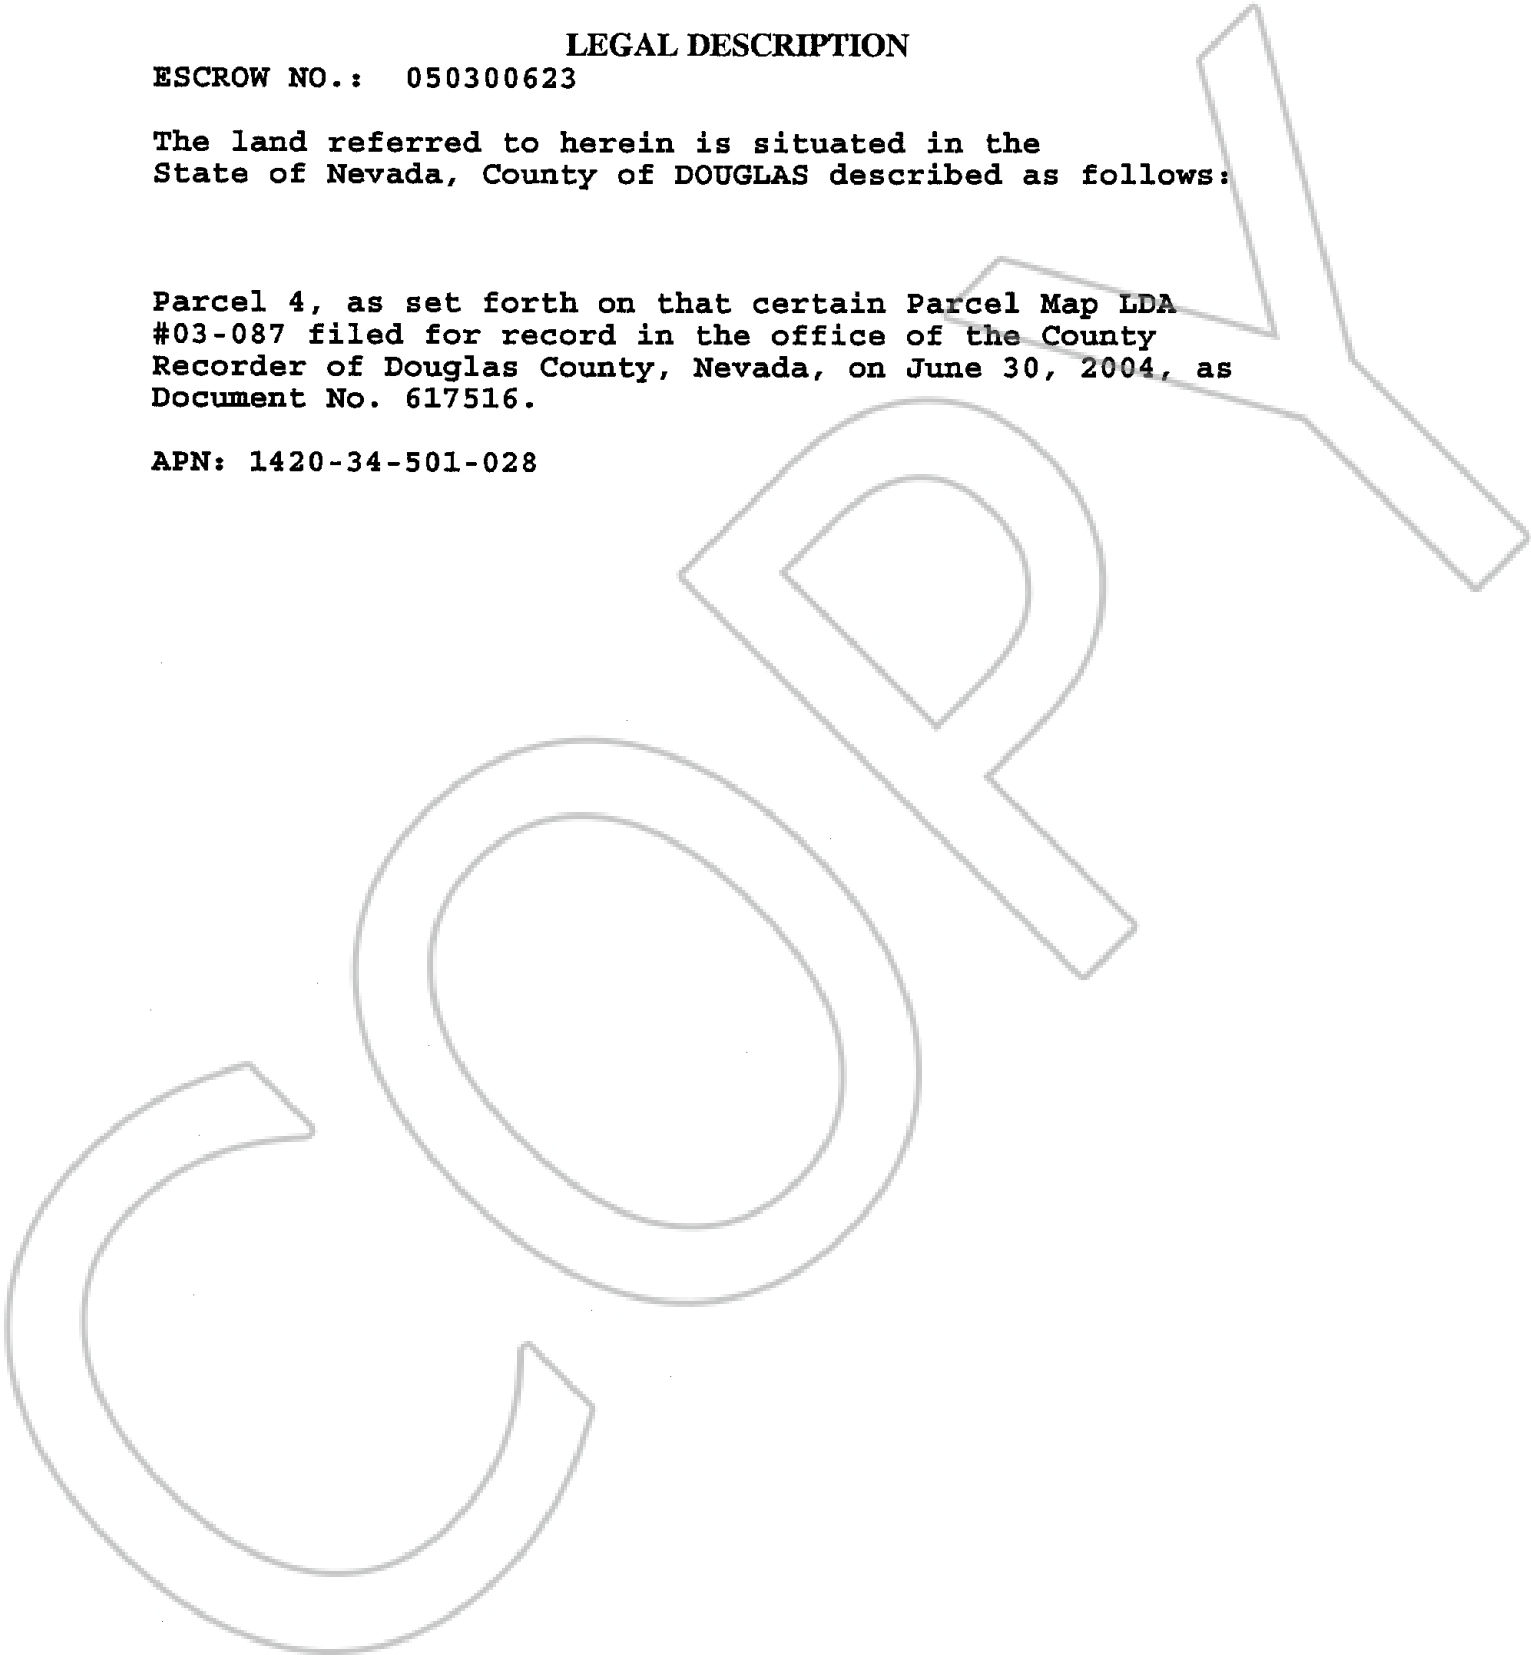 LEGAL DESCRIPTION
ESCROW NO.: 050300623
The land referred to herein is situated in the
State of Nevada, County of DOUGLAS described as follows:
Parcel 4, as set forth on that certain Parcel Map LDA
#03-087 filed for record in the office of the County
Recorder of Douglas County, Nevada, on June 30, 2004, as
Document No. 617516.
APN: 1420-34-501-028
COPY